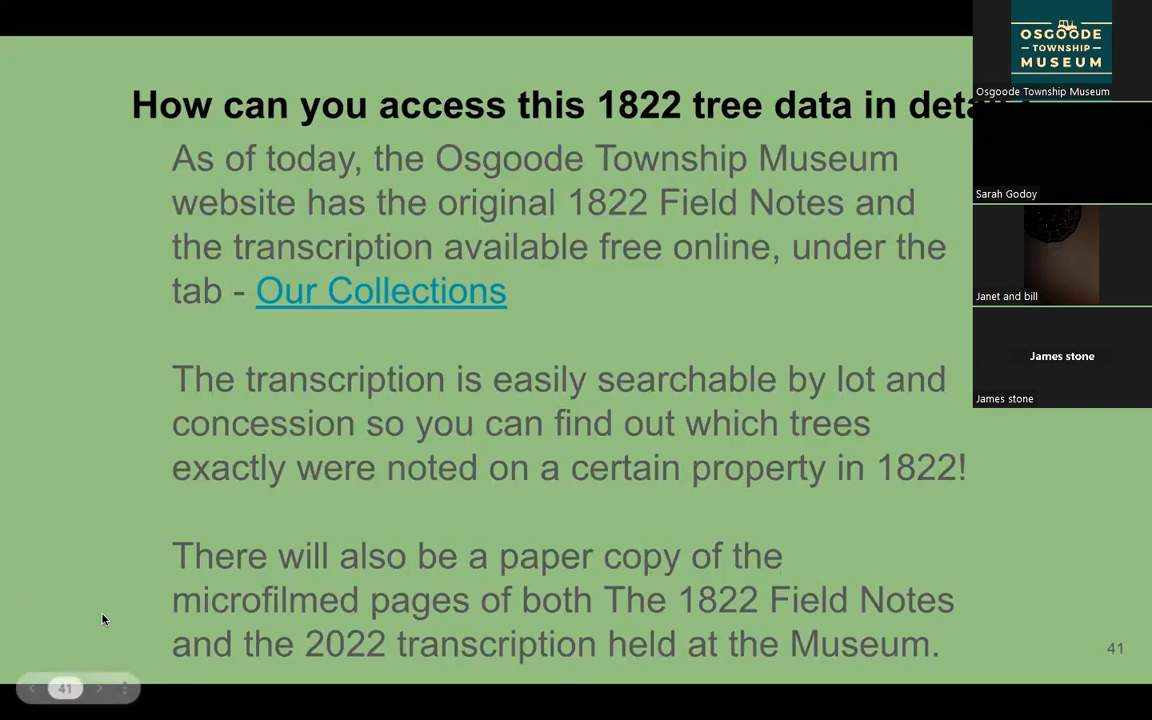 How can you access this 1822 tree data in
As of today, the Osgoode Township Museum
website has the original 1822 Field Notes and
the transcription available free online, under the
tab - Our Collections
The transcription is easily searchable by lot and
concession so you can find out which trees
exactly were noted on a certain property in 1822!
There will also be a paper copy of the
microfilmed pages of both The 1822 Field Notes
and the 2022 transcription held at the Museum.
41
41
OSGOODE
TOWNSHIP
MUSEUM
Osgoode Township Museum
Sarah Godoy
Janet and bill
James stone
James stone